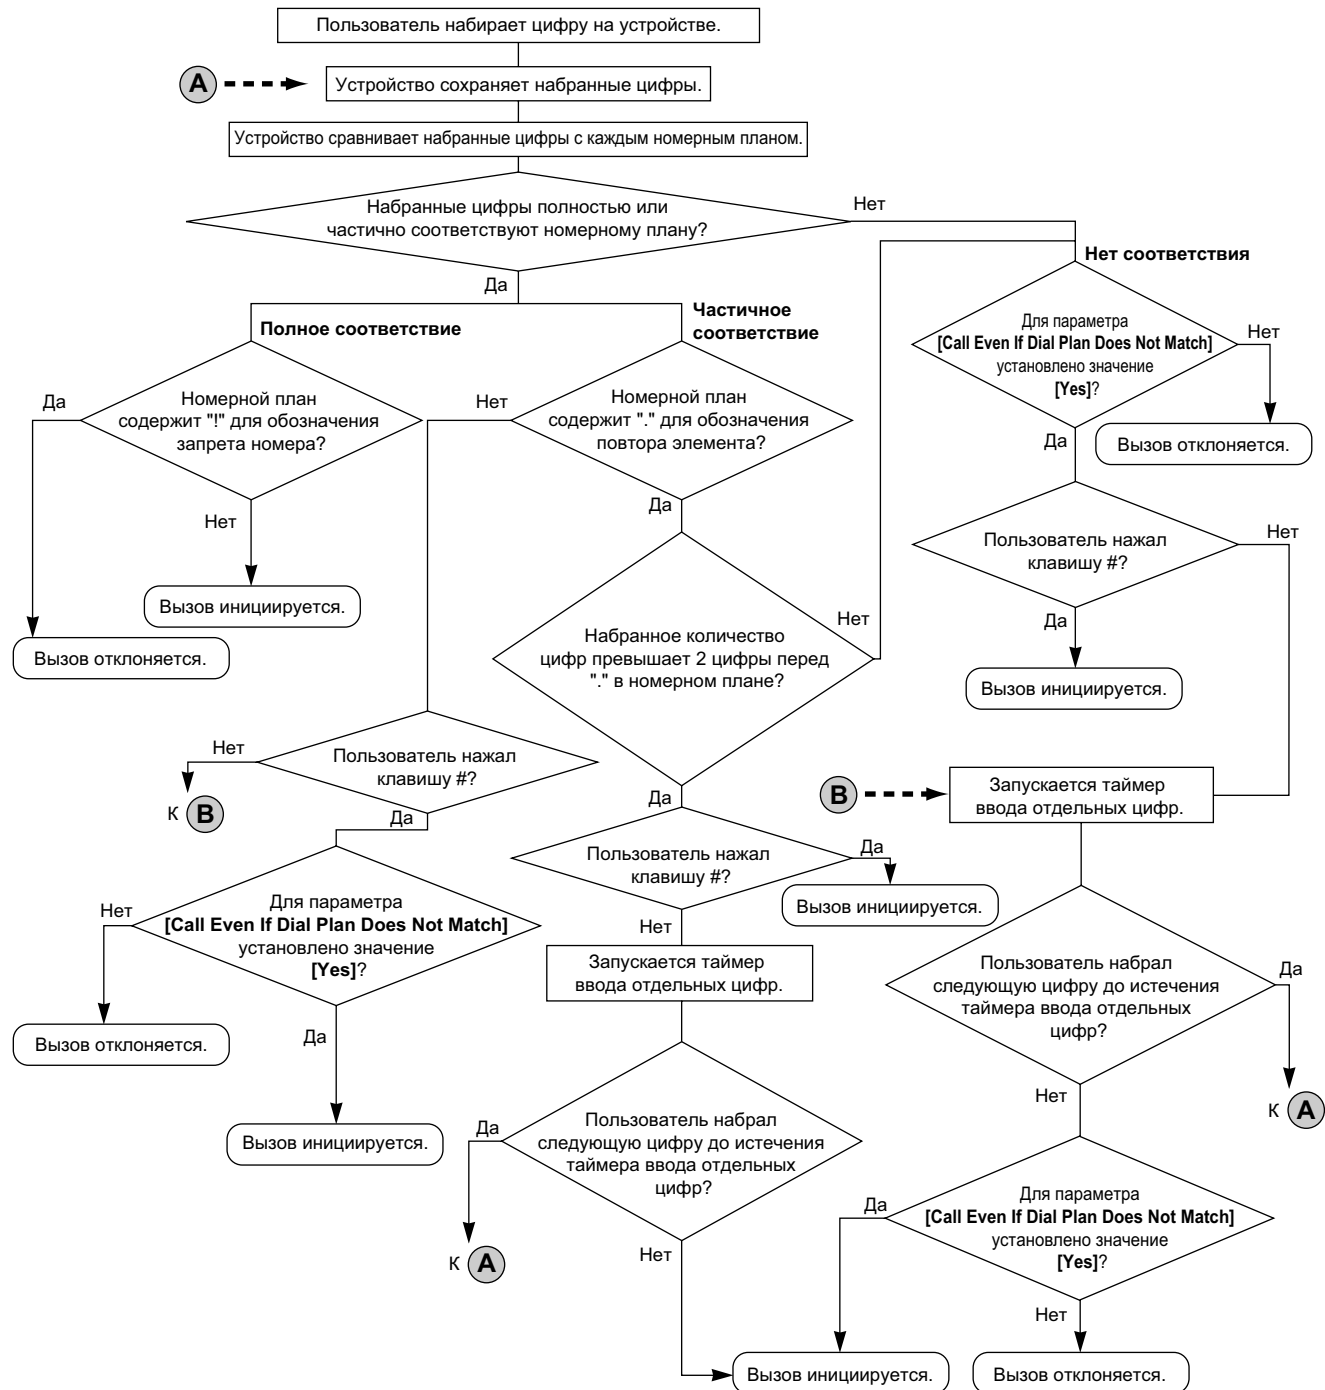 Пользователь набирает цифру на устройстве.
A
Устройство сохраняет набранные цифры.
Устройство сравнивает набранные цифры с каждым номерным планом.
Набранные цифры полностью или
частично соответствуют номерному плану?
Нет
Да
Нет соответствия
Полное соответствие
Частичное
соответствие
Для параметра
[Call Even If Dial Plan Does Not Match]
установлено значение
[Yes]?
Нет
Да
Вызов отклоняется.
Да
Номерной план
содержит "!" для обозначения
запрета номера?
Нет
Нет
Номерной план
содержит "." для обозначения
повтора элемента?
Да
Вызов инициируется.
Вызов отклоняется.
Пользователь нажал
клавишу #?
Нет
Да
Вызов инициируется.
Набранное количество
цифр превышает 2 цифры перед
"." в номерном плане?
Нет
Да
Нет
Пользователь нажал
клавишу #?
К B
Да
B
Запускается таймер
ввода отдельных цифр.
Пользователь нажал
клавишу #?
Да
Вызов инициируется.
Нет
Нет
Для параметра
[Call Even If Dial Plan Does Not Match]
установлено значение
[Yes]?
Вызов отклоняется.
Да
Вызов инициируется.
Запускается таймер
ввода отдельных цифр.
Пользователь набрал
следующую цифру до истечения
таймера ввода отдельных
цифр?
Да
К A
Нет
Да
Пользователь набрал
следующую цифру до истечения
таймера ввода отдельных
цифр?
К A
Нет
Да
Для параметра
[Call Even If Dial Plan Does Not Match]
установлено значение
[Yes]?
Нет
Вызов инициируется.
Вызов отклоняется.